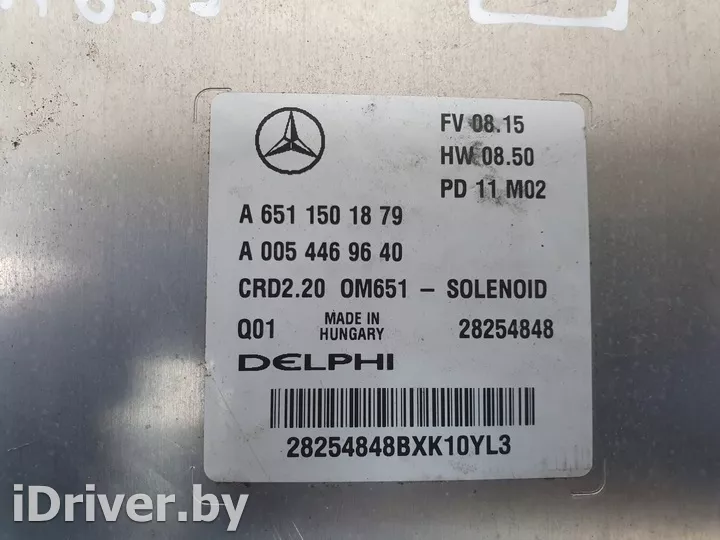 FV 08.15
HW 08.50
PD 11 M02
A 651 150 18 79
A 005 446 96 40
CRD2.20 OM651 – SOLENOID
Q01 MADE IN HUNGARY 28254848
DELPHI
28254848BXK10YL3
iDriver.by